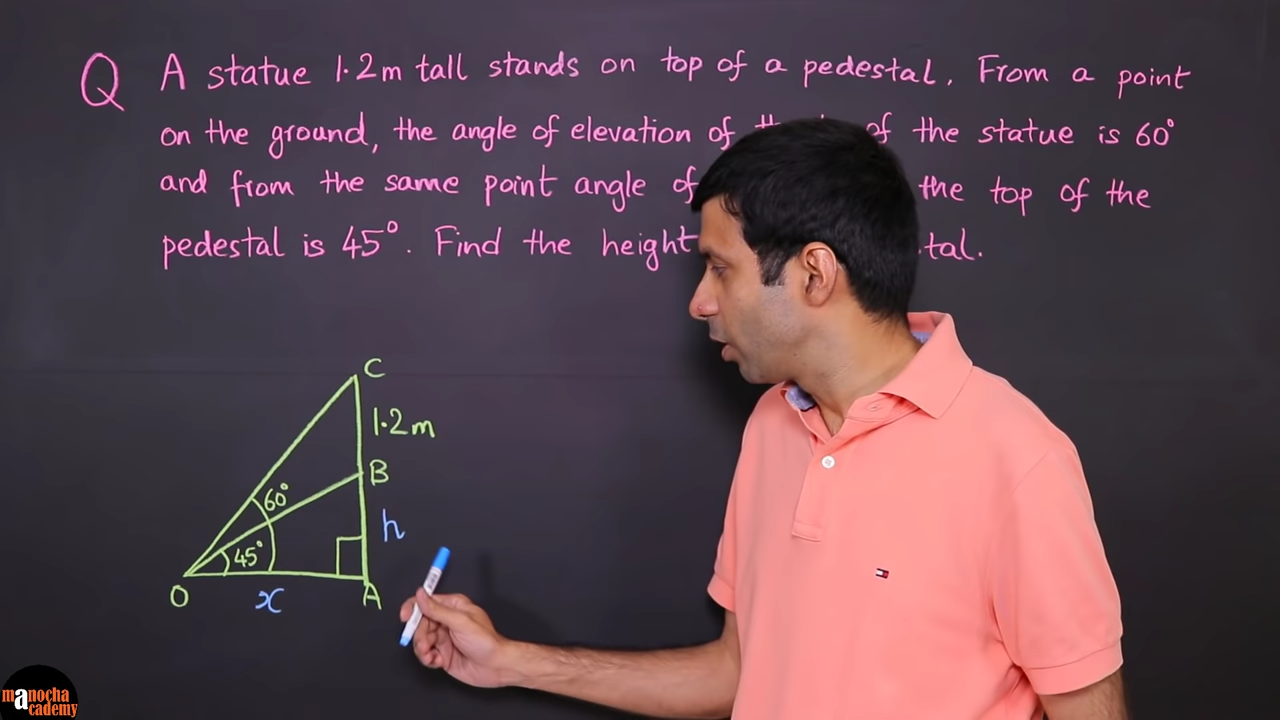 Q A statue 1.2m tall stands on top of a pedestal. From a point
on the ground, the angle of elevation of of the statue is 60°
and from the same point angle of the top of the
pedestal is 45°. Find the height tal.
C
1.2m
B
60°
h
45°
O
x
A
manocha
academy